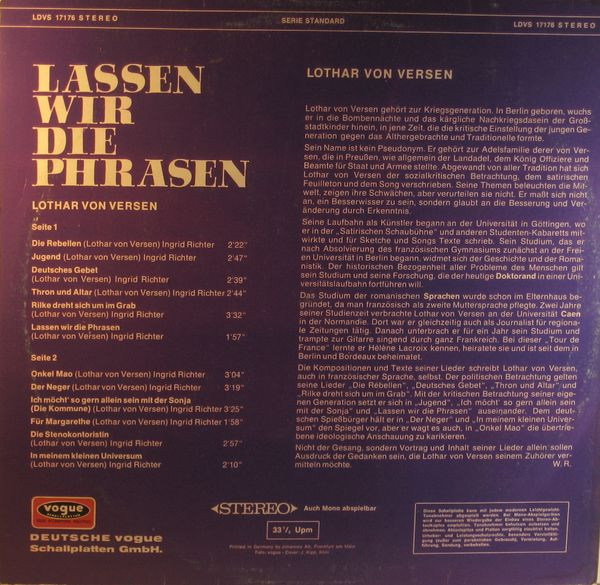 LDVS 17176 STEREO
SERIE STANDARD
LDVS 17176 STEREO
LASSEN
WIR
DIE
PHRASEN
LOTHAR VON VERSEN
Seite 1
Die Rebellen (Lothar von Versen) Ingrid Richter 2'22"
Jugend (Lothar von Versen) Ingrid Richter 2'47"
Deutsches Gebet
(Lothar von Versen) Ingrid Richter 2'39"
Thron und Altar (Lothar von Versen) Ingrid Richter 2'44"
Rilke dreht sich um im Grab
(Lothar von Versen) Ingrid Richter 3'32"
Lassen wir die Phrasen
(Lothar von Versen) Ingrid Richter 1'57"
Seite 2
Onkel Mao (Lothar von Versen) Ingrid Richter 3'04"
Der Neger (Lothar von Versen) Ingrid Richter 3'19"
Ich möcht' so gern allein sein mit der Sonja
(Die Kommune) (Lothar von Versen) Ingrid Richter 3'25"
Für Margarethe (Lothar von Versen) Ingrid Richter 1'58"
Die Stenokontoristin
(Lothar von Versen) Ingrid Richter 2'57"
In meinem kleinen Universum
(Lothar von Versen) Ingrid Richter 2'10"
LOTHAR VON VERSEN
Lothar von Versen gehört zur Kriegsgeneration. In Berlin geboren, wuchs
er in die Bombennächte und das kärgliche Nachkriegsdasein der Groß-
stadtkinder hinein, in jene Zeit, die die kritische Einstellung der jungen Ge-
neration gegen das Althergebrachte und Traditionelle formte.
Sein Name ist kein Pseudonym. Er gehört zur Adelsfamilie derer von Ver-
sen, die in Preußen, wie allgemein der Landadel, dem König Offiziere und
Beamte für Staat und Armee stellte. Abgewandt von aller Tradition hat sich
Lothar von Versen der sozialkritischen Betrachtung, dem satirischen
Feuilleton und dem Song verschrieben. Seine Themen beleuchten die Mit-
welt, zeigen ihre Schwächen, aber verurteilen sie nicht. Er maßt sich nicht
an, ein Besserwisser zu sein, sondern glaubt an die Besserung und Ver-
änderung durch Erkenntnis.
Seine Laufbahn als Künstler begann an der Universität in Göttingen, wo
er in der „Satirischen Schaubühne" und anderen Studenten-Kabaretts mit-
wirkte und für Sketche und Songs Texte schrieb. Sein Studium, das er
nach Absolvierung des französischen Gymnasiums zunächst an der Frei-
en Universität in Berlin begann, widmet sich der Geschichte und der Roma-
nistik. Der historischen Bezogenheit aller Probleme des Menschen gilt
sein Studium und seine Forschung, die der heutige Doktorand in einer Uni-
versitätslaufbahn fortführen will.
Das Studium der romanischen Sprachen wurde schon im Elternhaus be-
gründet, da man französisch als zweite Muttersprache pflegte. Zwei Jahre
seiner Studienzeit verbrachte Lothar von Versen an der Universität Caen
in der Normandie. Dort war er gleichzeitig auch als Journalist für regiona-
le Zeitungen tätig. Danach unterbrach er für ein Jahr sein Studium und
trampte zur Gitarre singend durch ganz Frankreich. Bei dieser „Tour de
France" lernte er Hélène Lacroix kennen, heiratete sie und ist seit dem in
Berlin und Bordeaux beheimatet.
Die Kompositionen und Texte seiner Lieder schreibt Lothar von Versen,
auch in französischer Sprache, selbst. Der politischen Betrachtung gelten
seine Lieder „Die Rebellen", „Deutsches Gebet", „Thron und Altar" und
„Rilke dreht sich um im Grab". Mit der kritischen Betrachtung seiner eige-
nen Generation setzt er sich in „Jugend", „Ich möcht' so gern allein sein
mit der Sonja" und „Lassen wir die Phrasen" auseinander. Dem deut-
schen Spießbürger hält er in „Der Neger" und „In meinem kleinen Univer-
sum" den Spiegel vor, aber er wagt es auch, in „Onkel Mao" die übertrie-
bene ideologische Anschauung zu karikieren.
Nicht der Gesang, sondern Vortrag und Inhalt seiner Lieder allein sollen
Ausdruck der Gedanken sein, die Lothar von Versen seinem Zuhörer ver-
mitteln möchte. W. R.
vogue
DEUTSCHE vogue
Schallplatten GmbH.
STEREO Auch Mono abspielbar
33 1/3 Upm
Printed in Germany by Johannes Alt, Frankfurt am Main
Diese Schallplatte kann mit jedem modernen Leichtgewicht-
Tonabnehmer abgespielt werden. Bei Mono-Abspielgeräten